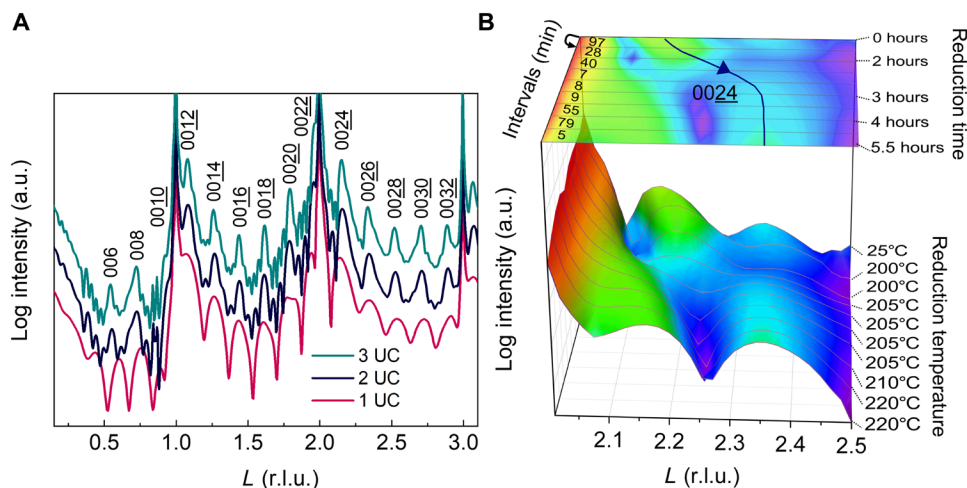 A
Log intensity (a.u.)
006
008
0010
0012
0014
0016
0018
0020
0022
0024
0026
0028
0030
0032
3 UC
2 UC
1 UC
0.5
1.0
1.5
2.0
2.5
3.0
L (r.l.u.)
B
Intervals (min)
97
28
40
7
8
9
55
79
5
0024
0 hours
2 hours
3 hours
4 hours
5.5 hours
Reduction time
Log intensity (a.u.)
25°C
200°C
200°C
205°C
205°C
205°C
205°C
210°C
220°C
220°C
Reduction temperature
2.1
2.2
2.3
2.4
2.5
L (r.l.u.)